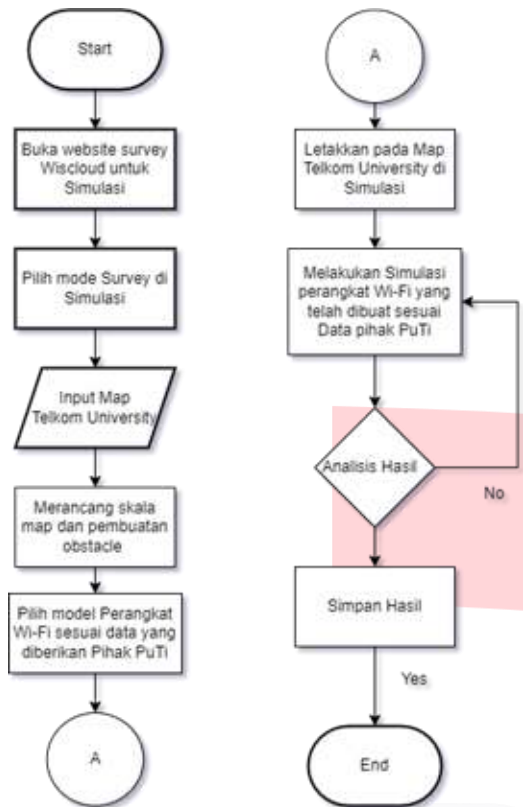 Start
Buka website survey
Wiscloud untuk
Simulasi
Pilih mode Survey di
Simulasi
Input Map
Telkom University
Merancang skala
map dan pembuatan
obstacle
Pilih model Perangkat
Wi-Fi sesuai data yang
diberikan Pihak PuTi
A
A
Letakkan pada Map
Telkom University di
Simulasi
Melakukan Simulasi
perangkat Wi-Fi yang
telah dibuat sesuai
Data pihak PuTi
Analisis Hasil
No
Simpan Hasil
Yes
End